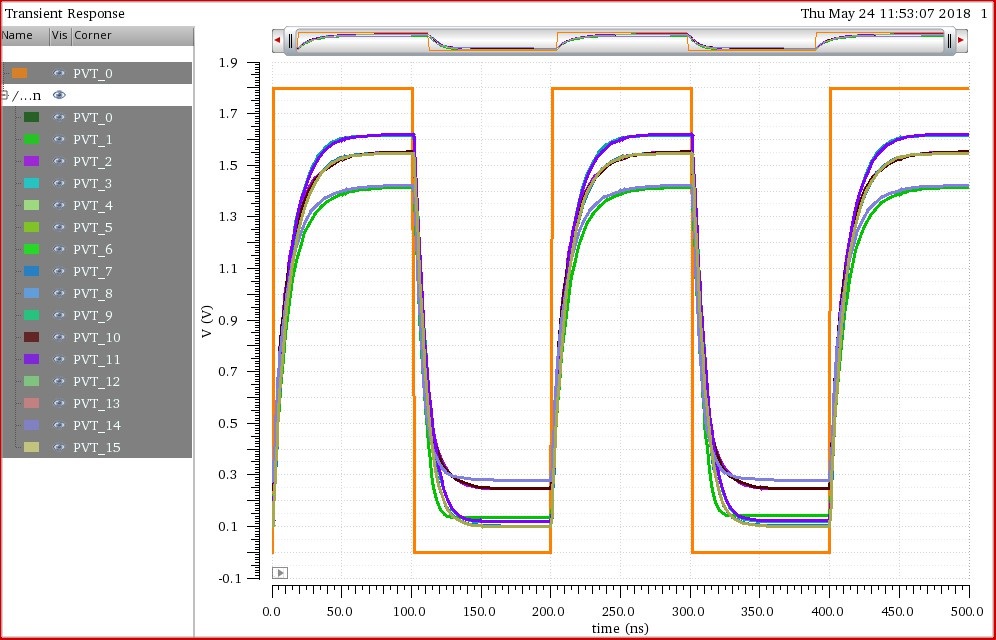 Transient Response
Thu May 24 11:53:07 2018 1
Name Vis Corner
PVT_0
/...n
PVT_0
PVT_1
PVT_2
PVT_3
PVT_4
PVT_5
PVT_6
PVT_7
PVT_8
PVT_9
PVT_10
PVT_11
PVT_12
PVT_13
PVT_14
PVT_15
1.9
1.7
1.5
1.3
1.1
0.9
0.7
0.5
0.3
0.1
-0.1
V (V)
0.0 50.0 100.0 150.0 200.0 250.0 300.0 350.0 400.0 450.0 500.0
time (ns)